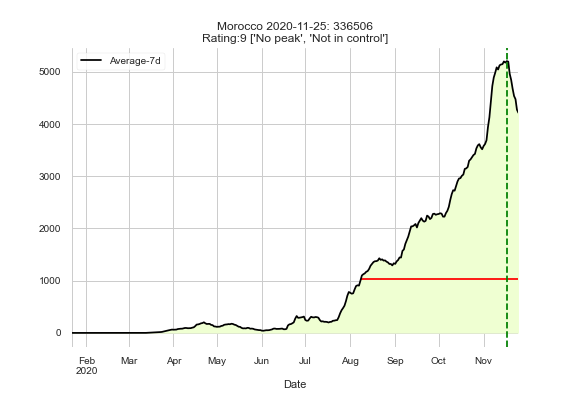 Morocco 2020-11-25: 336506
Rating:9 ['No peak', 'Not in control']
Average-7d
5000
4000
3000
2000
1000
0
Feb Mar Apr May Jun Jul Aug Sep Oct Nov
2020
Date